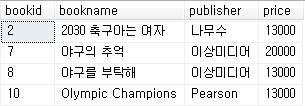 bookid bookname publisher price
2 2030 축구아는 여자 나무수 13000
7 야구의 추억 이상미디어 20000
8 야구를 부탁해 이상미디어 13000
10 Olympic Champions Pearson 13000